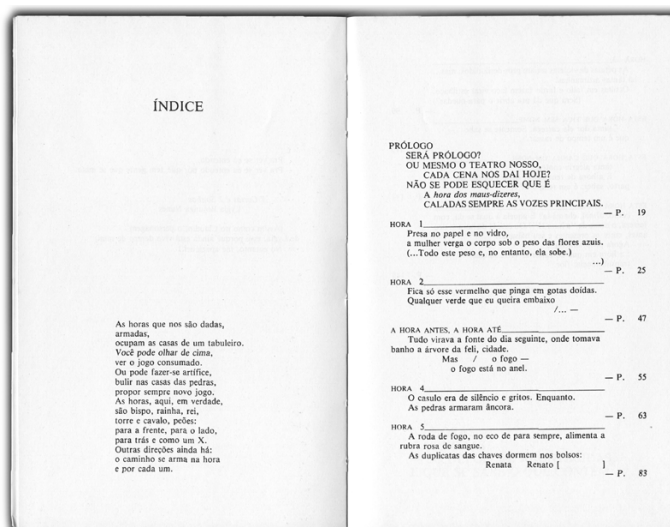 ÍNDICE
As horas que nos são dadas,
armadas,
ocupam as casas de um tabuleiro.
Você pode olhar de cima,
ver o jogo consumado.
Ou pode fazer-se artífice,
bulir nas casas das pedras,
propor sempre novo jogo.
As horas, aqui, em verdade,
são bispo, rainha, rei,
torre e cavalo, peões:
para a frente, para o lado,
para trás e como um X.
Outras direções ainda há:
o caminho se arma na hora
e por cada um.
PRÓLOGO
SERÁ PRÓLOGO?
OU MESMO O TEATRO NOSSO,
CADA CENA NOS DAI HOJE?
NÃO SE PODE ESQUECER QUE É
A hora dos maus-dizeres,
CALADAS SEMPRE AS VOZES PRINCIPAIS.
— P. 19
HORA 1
Presa no papel e no vidro,
a mulher verga o corpo sob o peso das flores azuis.
(...Todo este peso e, no entanto, ela sobe.)
...)
— P. 25
HORA 2
Fica só esse vermelho que pinga em gotas doídas.
Qualquer verde que eu queira embaixo
/... —
— P. 47
A HORA ANTES, A HORA ATÉ
Tudo virava a fonte do dia seguinte, onde tomava
banho a árvore da feli, cidade.
Mas / o fogo —
o fogo está no anel.
— P. 55
HORA 4
O casulo era de silêncio e gritos. Enquanto.
As pedras armaram âncora.
— P. 63
HORA 5
A roda de fogo, no eco de para sempre, alimenta a
rubra rosa de sangue.
As duplicatas das chaves dormem nos bolsos:
Renata Renato [ ]
— P. 83